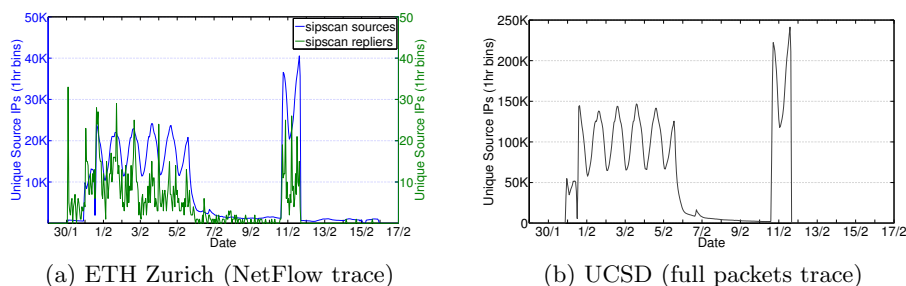 50K
40K
30K
20K
10K
Unique Source IPs (1hr bins)
sipscan sources
sipscan repliers
50
40
30
20
10
0
Unique Source IPs (1hr bins)
30/1 1/2 3/2 5/2 7/2 9/2 11/2 13/2 15/2 17/2
Date
(a) ETH Zurich (NetFlow trace)
250K
200K
150K
100K
50K
0
Unique Source IPs (1hr bins)
30/1 1/2 3/2 5/2 7/2 9/2 11/2 13/2 15/2 17/2
Date
(b) UCSD (full packets trace)